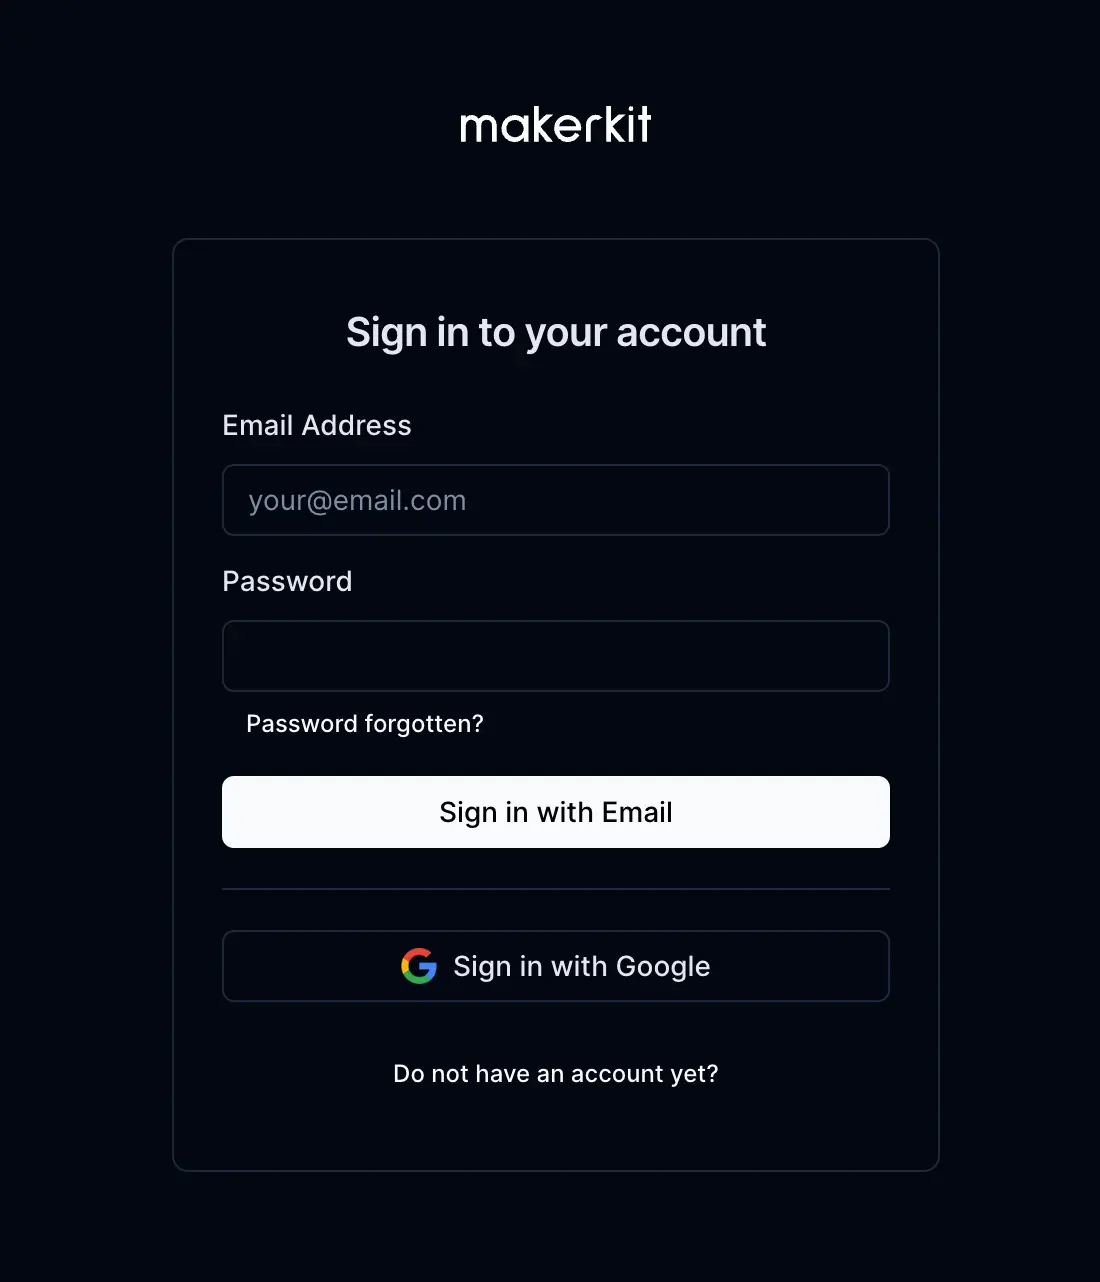 makerkit
Sign in to your account
Email Address
your@email.com
Password
Password forgotten?
Sign in with Email
Sign in with Google
Do not have an account yet?